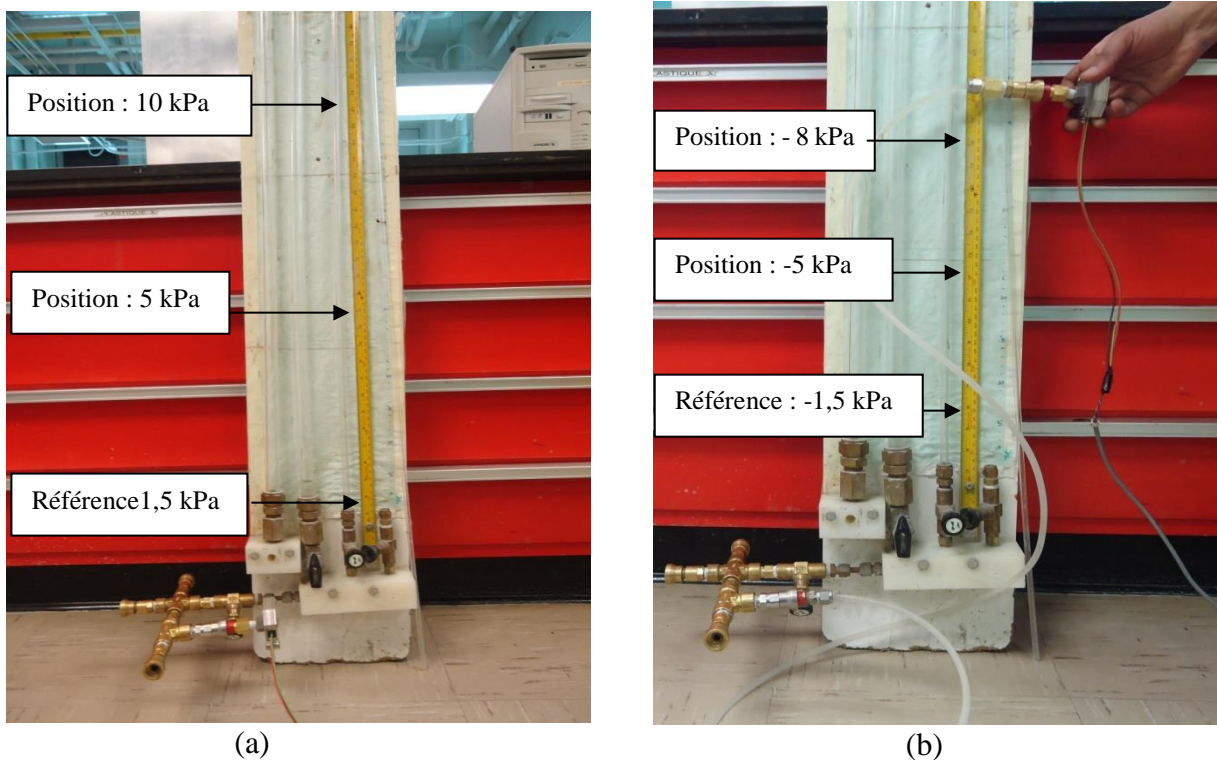 Position : 10 kPa
Position : 5 kPa
Référence1,5 kPa
(a)
LASTIQUE
Position : - 8 kPa
Position : -5 kPa
Référence : -1,5 kPa
(b)